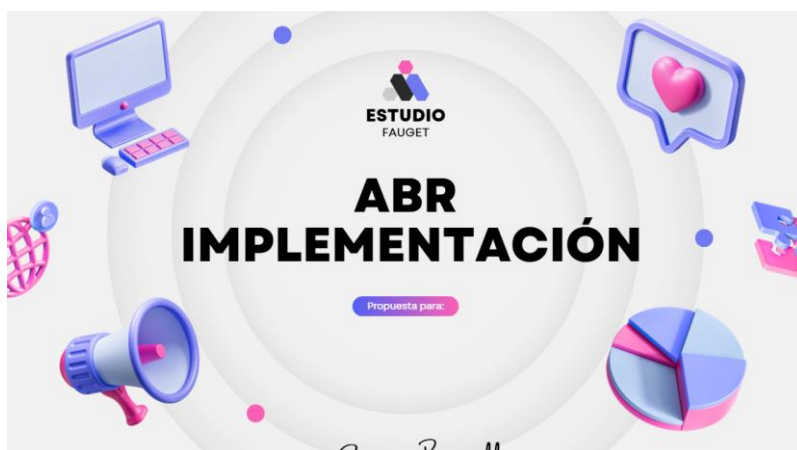 ESTUDIO
FAUGET
ABR
IMPLEMENTACIÓN
Propuesta para: